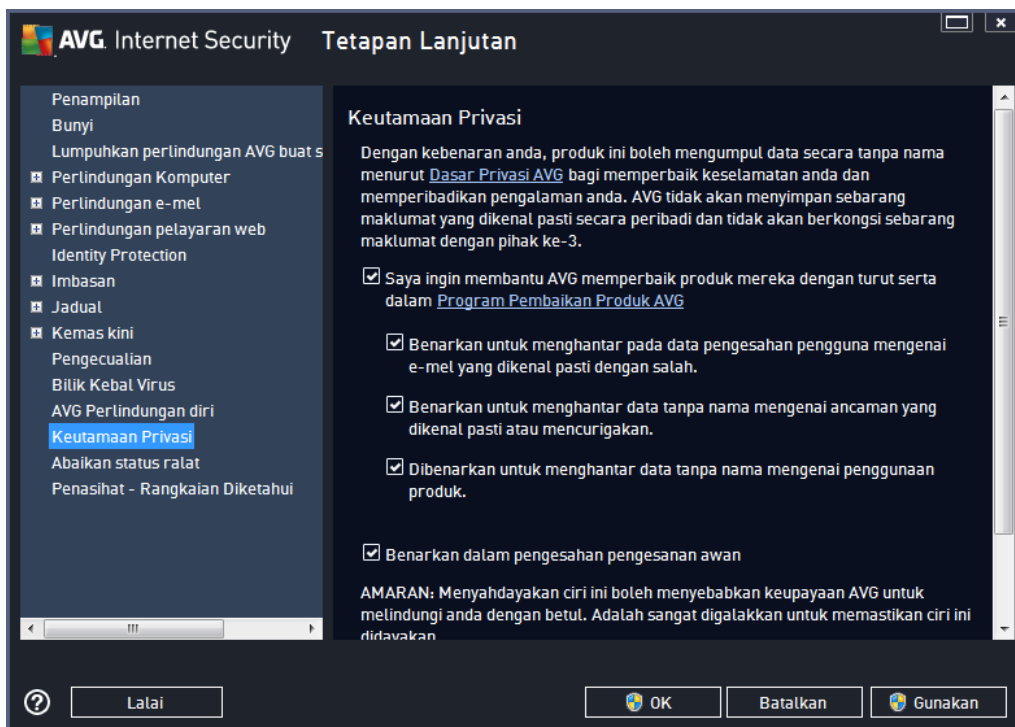 AVG. Internet Security Tetapan Lanjutan
Penampilan
Bunyi
Lumpuhkan perlindungan AVG buat s
Perlindungan Komputer
Perlindungan e-mel
Perlindungan pelayaran web
Identity Protection
Imbasan
Jadual
Kemas kini
Pengecualian
Bilik Kebal Virus
AVG Perlindungan diri
Keutamaan Privasi
Abaikan status ralat
Penasihat - Rangkaian Diketahui
Keutamaan Privasi
Dengan kebenaran anda, produk ini boleh mengumpul data secara tanpa nama
menurut Dasar Privasi AVG bagi memperbaik keselamatan anda dan
memperibadikan pengalaman anda. AVG tidak akan menyimpan sebarang
maklumat yang dikenal pasti secara peribadi dan tidak akan berkongsi sebarang
maklumat dengan pihak ke-3.
Saya ingin membantu AVG memperbaik produk mereka dengan turut serta
dalam Program Pembaikan Produk AVG
Benarkan untuk menghantar pada data pengesahan pengguna mengenai
e-mel yang dikenal pasti dengan salah.
Benarkan untuk menghantar data tanpa nama mengenai ancaman yang
dikenal pasti atau mencurigakan.
Dibenarkan untuk menghantar data tanpa nama mengenai penggunaan
produk.
Benarkan dalam pengesahan pengesanan awan
AMARAN: Menyahdayakan ciri ini boleh menyebabkan keupayaan AVG untuk
melindungi anda dengan betul. Adalah sangat digalakkan untuk memastikan ciri ini
didayakan
Lalai
OK
Batalkan
Gunakan